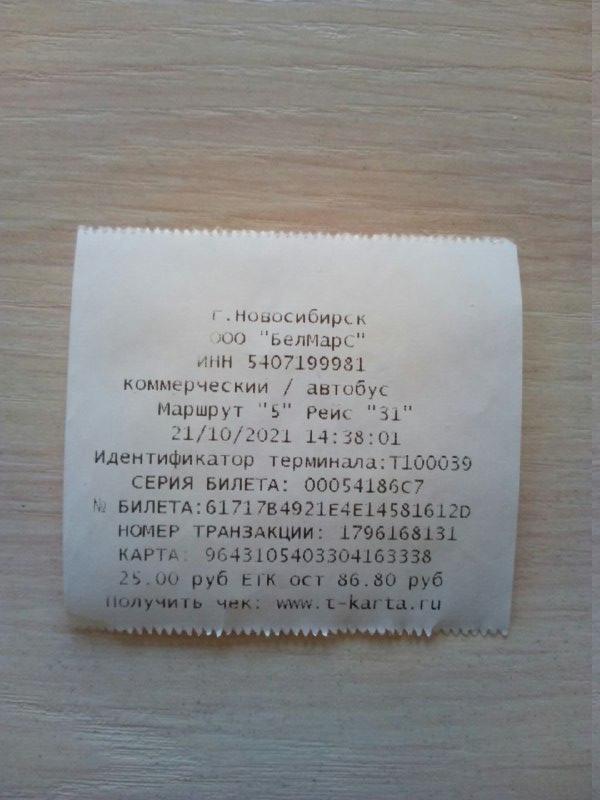 г.Новосибирск
ООО "БелМарс"
ИНН 5407199981
коммерческий / автобус
Маршрут "5" Рейс "31"
21/10/2021 14:38:01
Идентификатор терминала:Т100039
СЕРИЯ БИЛЕТА: 00054186C7
№ БИЛЕТА:61717B4921E4E14581612D
НОМЕР ТРАНЗАКЦИИ: 1796168131
КАРТА: 9643105403304163338
25.00 руб ЕТК ост 86.80 руб
Получить чек: www.t-karta.ru